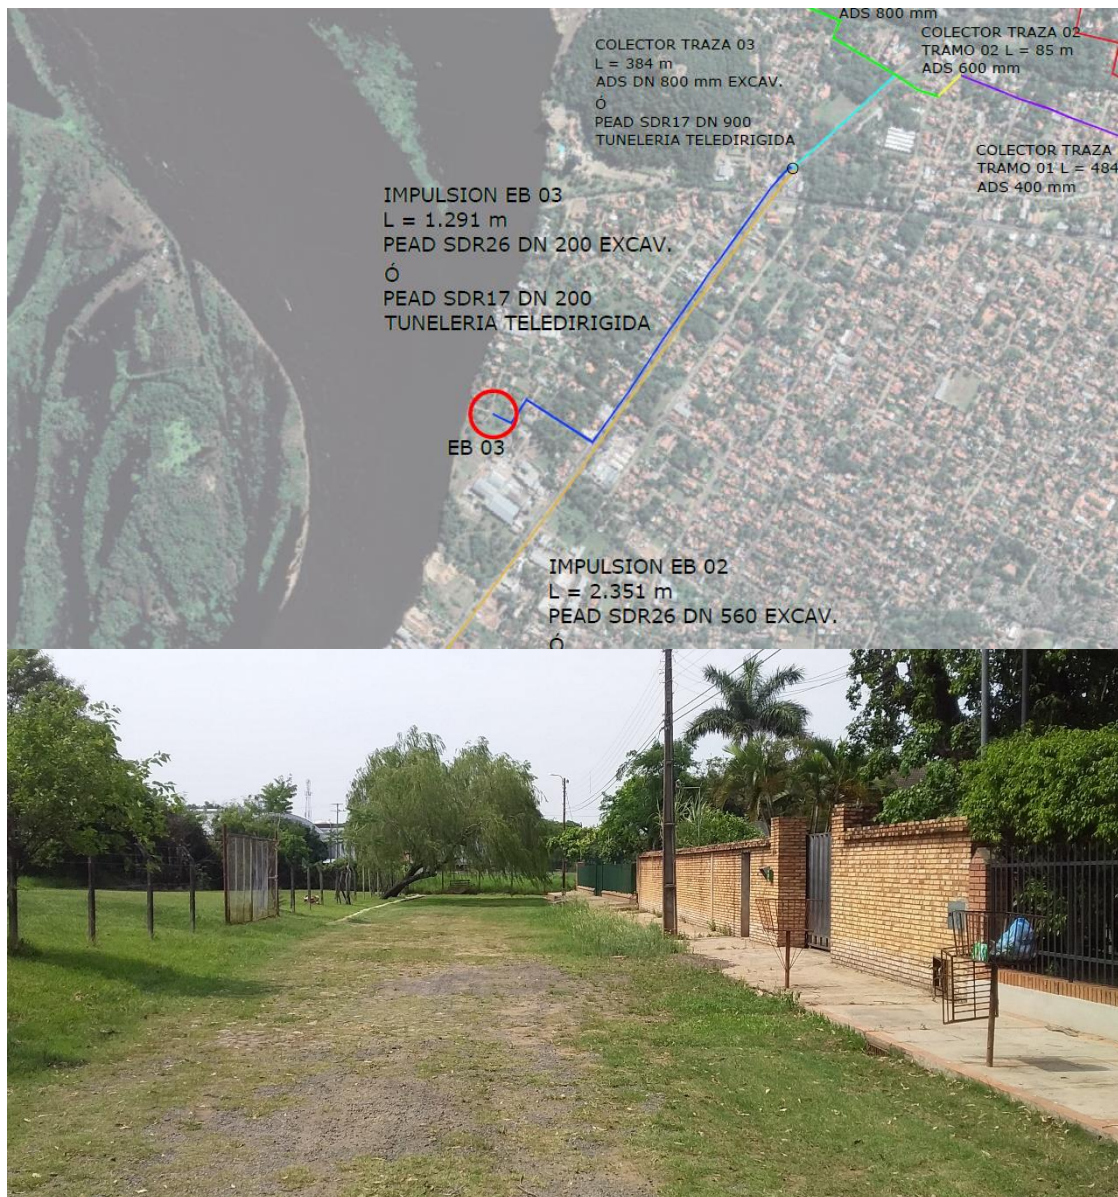 ADS 800 mm
COLECTOR TRAZA 03
L = 384 m
ADS DN 800 mm EXCAV.
Ó
PEAD SDR17 DN 900
TUNELERIA TELEDIRIGIDA
COLECTOR TRAZA 02
TRAMO 02 L = 85 m
ADS 600 mm
COLECTOR TRAZA
TRAMO 01 L = 484
ADS 400 mm
IMPULSION EB 03
L = 1.291 m
PEAD SDR26 DN 200 EXCAV.
Ó
PEAD SDR17 DN 200
TUNELERIA TELEDIRIGIDA
EB 03
IMPULSION EB 02
L = 2.351 m
PEAD SDR26 DN 560 EXCAV.
Ó